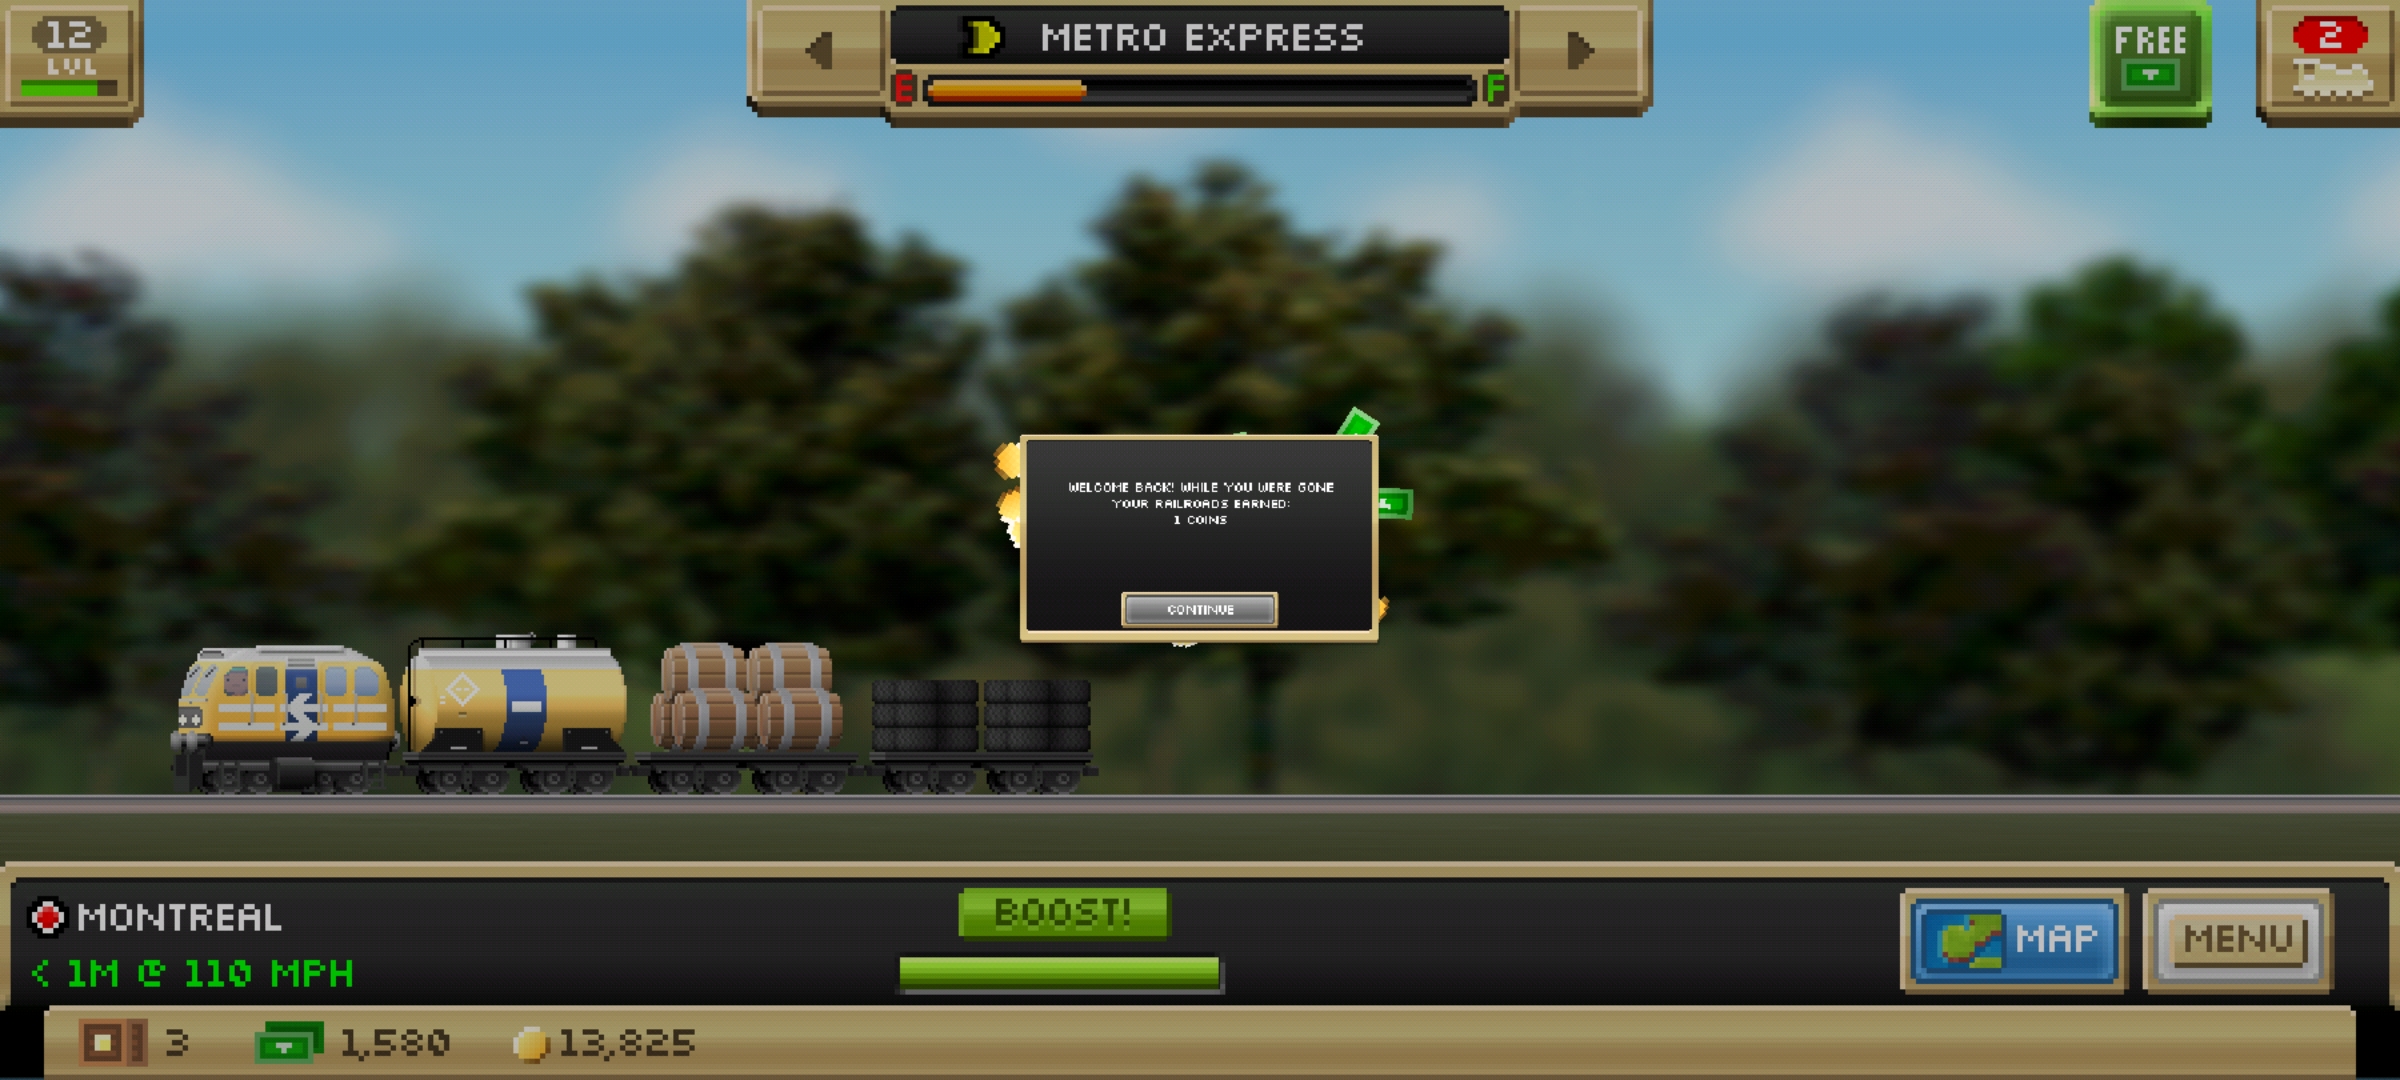 12
LVL
METRO EXPRESS
E
F
FREE
2
WELCOME BACK! WHILE YOU WERE GONE
YOUR RAILROADS EARNED:
1 COINS
CONTINUE
MONTREAL
< 1M @ 110 MPH
BOOST!
MAP
MENU
3
1,580
13,825